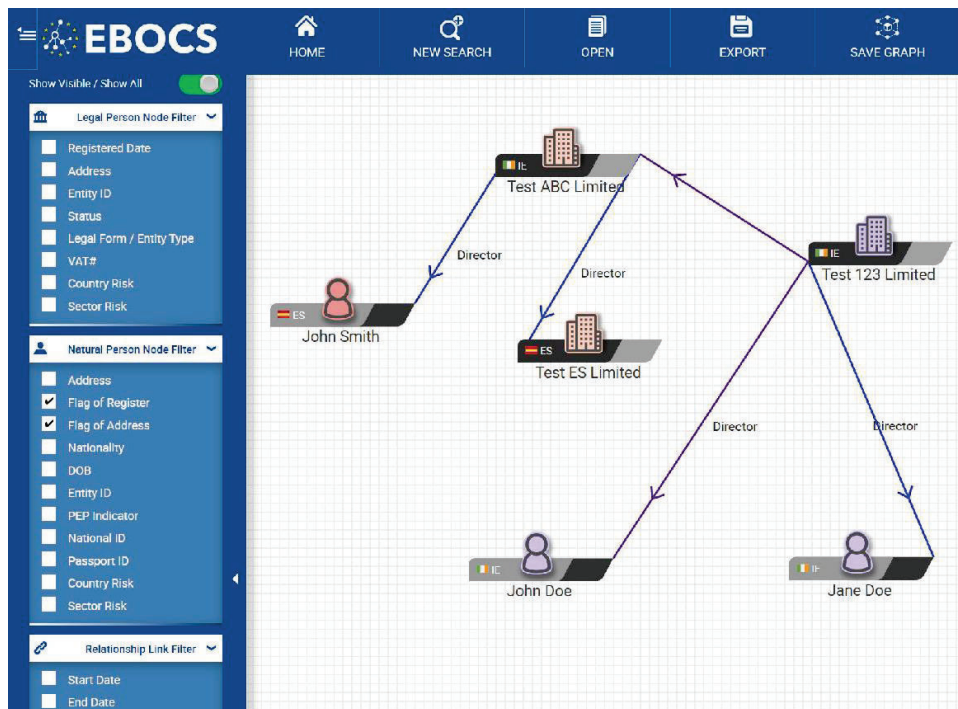 EBOCS
HOME
NEW SEARCH
OPEN
EXPORT
SAVE GRAPH
Show Visible / Show All
Legal Person Node Filter
Registered Date
Address
Entity ID
Status
Legal Form / Entity Type
VAT#
Country Risk
Sector Risk
Natural Person Node Filter
Address
Flag of Register
Flag of Address
Nationality
DOB
Entity ID
PEP Indicator
National ID
Passport ID
Country Risk
Sector Risk
Relationship Link Filter
Start Date
End Date
IE
Test ABC Limited
IE
Test 123 Limited
Director
Director
ES
John Smith
ES
Test ES Limited
Director
Director
IE
John Doe
IE
Jane Doe